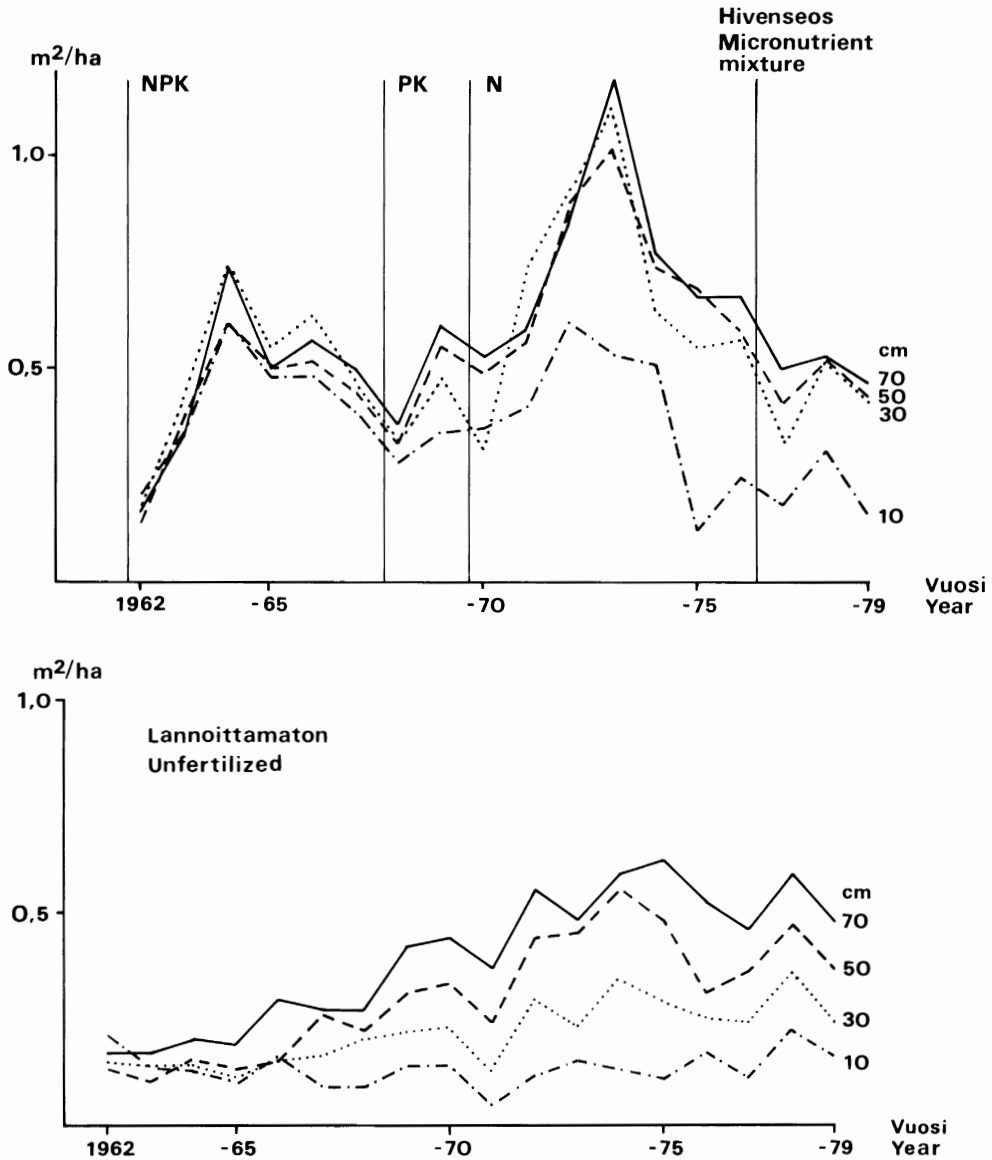 Hivenseos
Micronutrient
mixture
m²/ha
NPK
PK
N
1,0
0,5
cm
70
50
30
10
1962
-65
-70
-75
-79
Vuosi
Year
m²/ha
1,0
Lannoittamaton
Unfertilized
0,5
cm
70
50
30
10
1962
-65
-70
-75
-79
Vuosi
Year